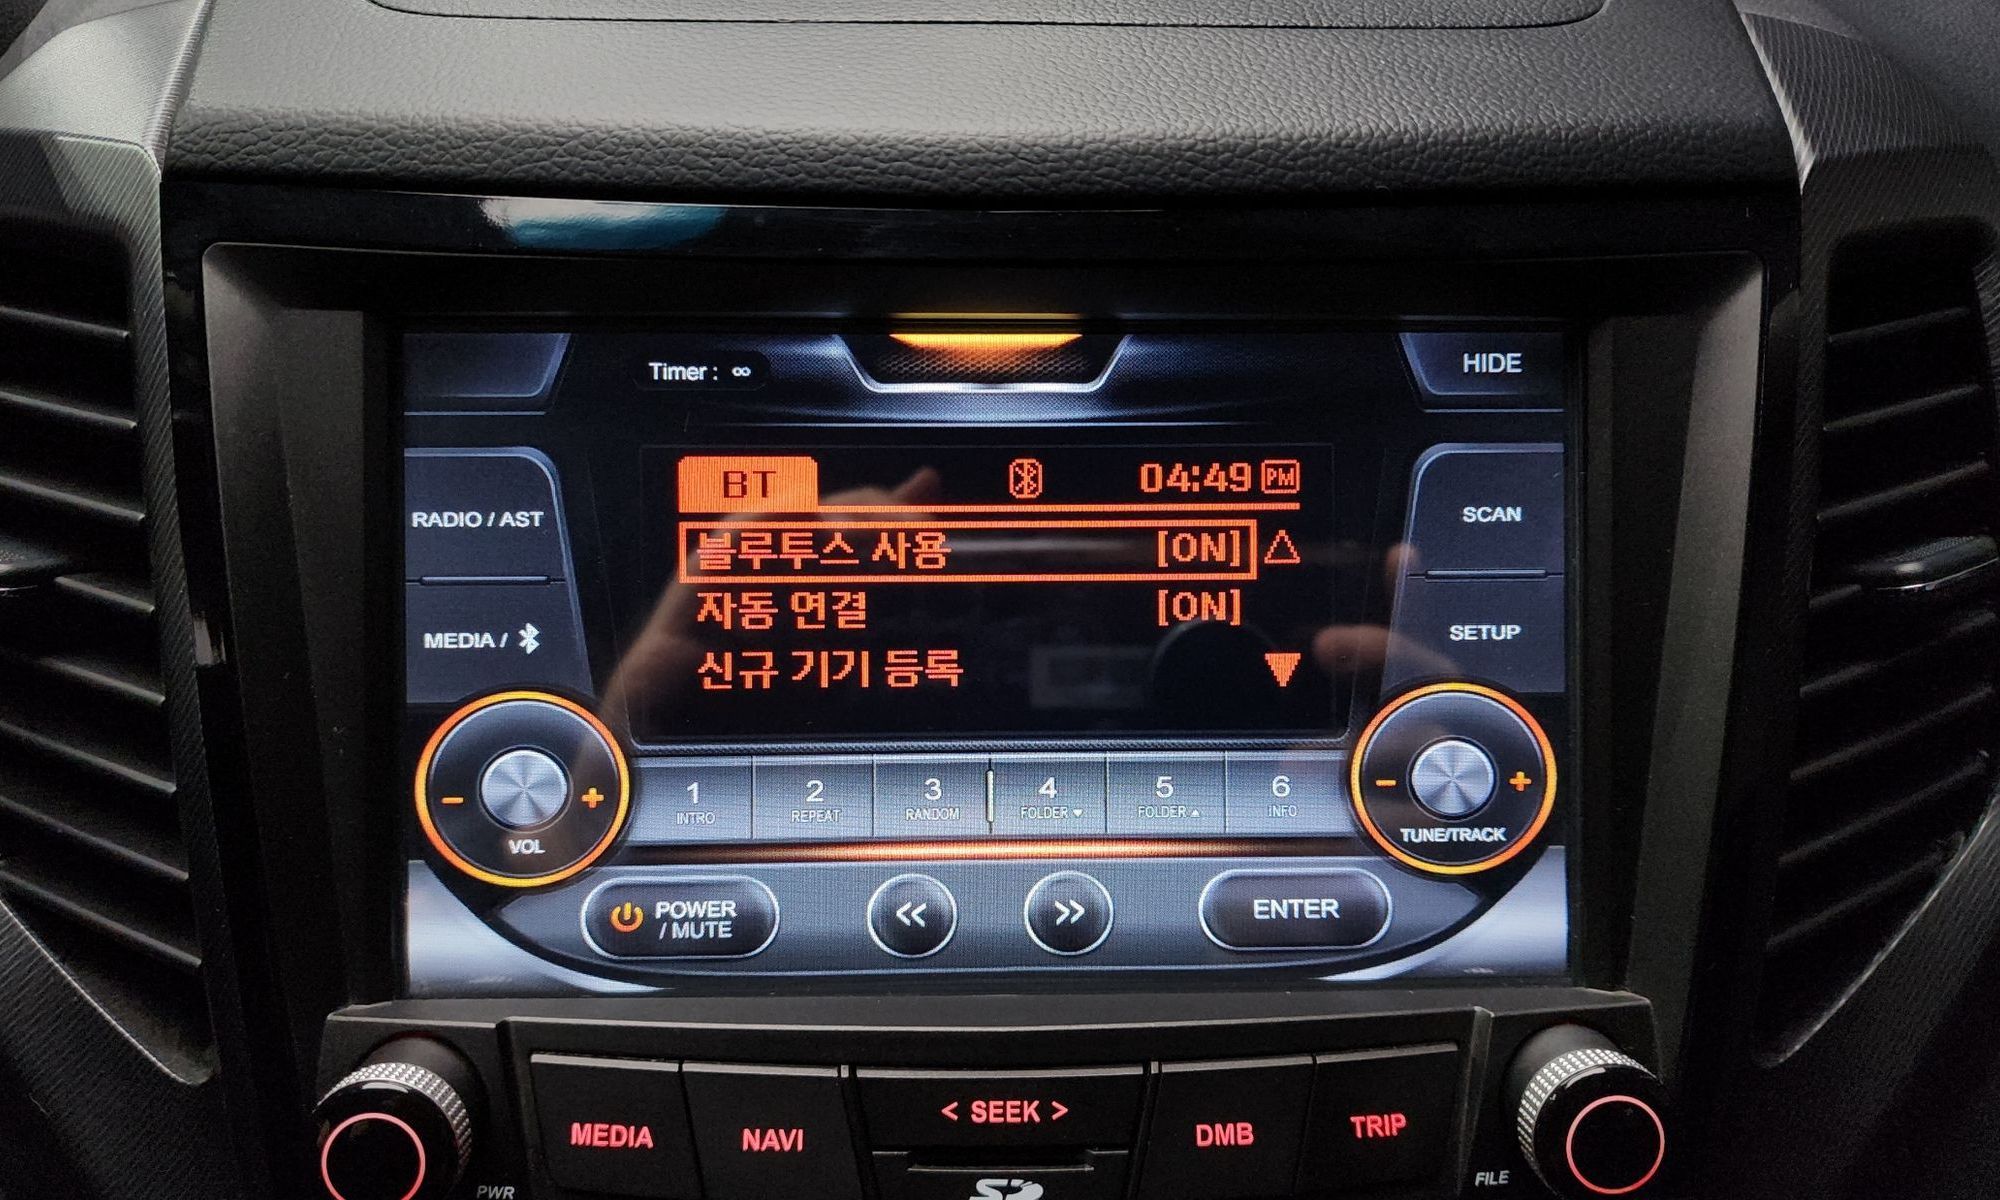 Timer : ∞
HIDE
BT 04:49 PM
블루투스 사용 [ON]
자동 연결 [ON]
신규 기기 등록
RADIO / AST
MEDIA /
SCAN
SETUP
VOL
1 INTRO
2 REPEAT
3 RANDOM
4 FOLDER ▼
5 FOLDER ▲
6 INFO
TUNE/TRACK
POWER
/ MUTE
ENTER
MEDIA
NAVI
< SEEK >
DMB
TRIP
PWR
SD
FILE